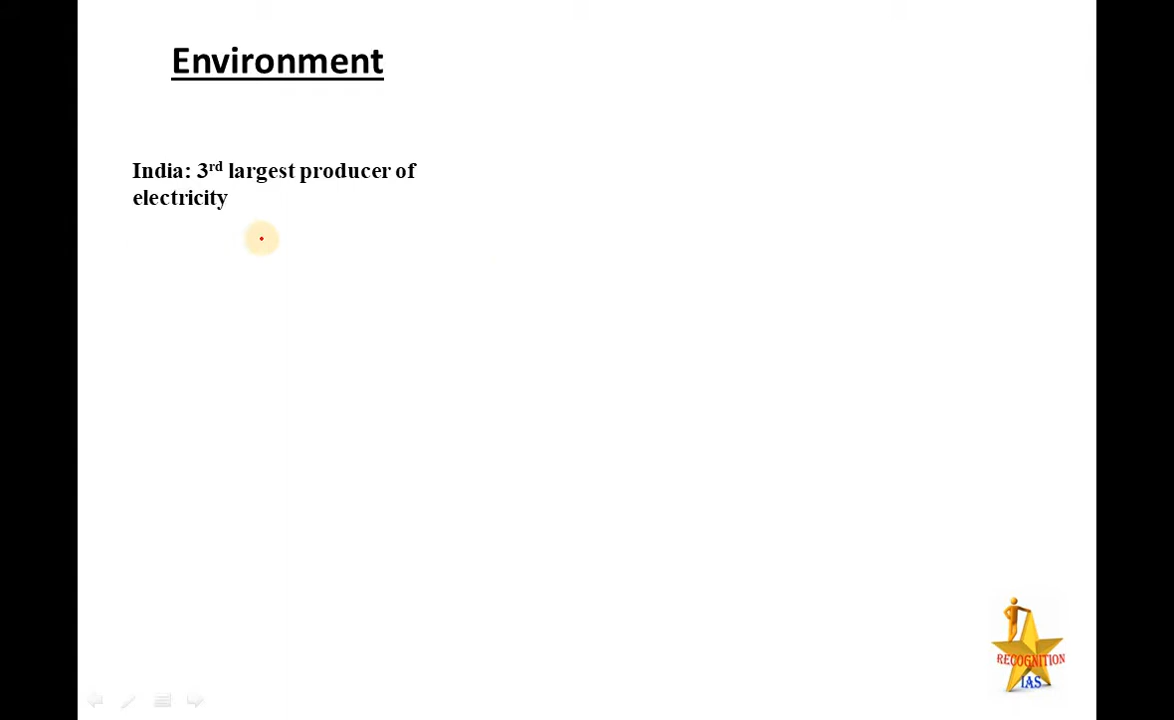 Environment
India: 3rd largest producer of
electricity
RECOGNITION
IAS